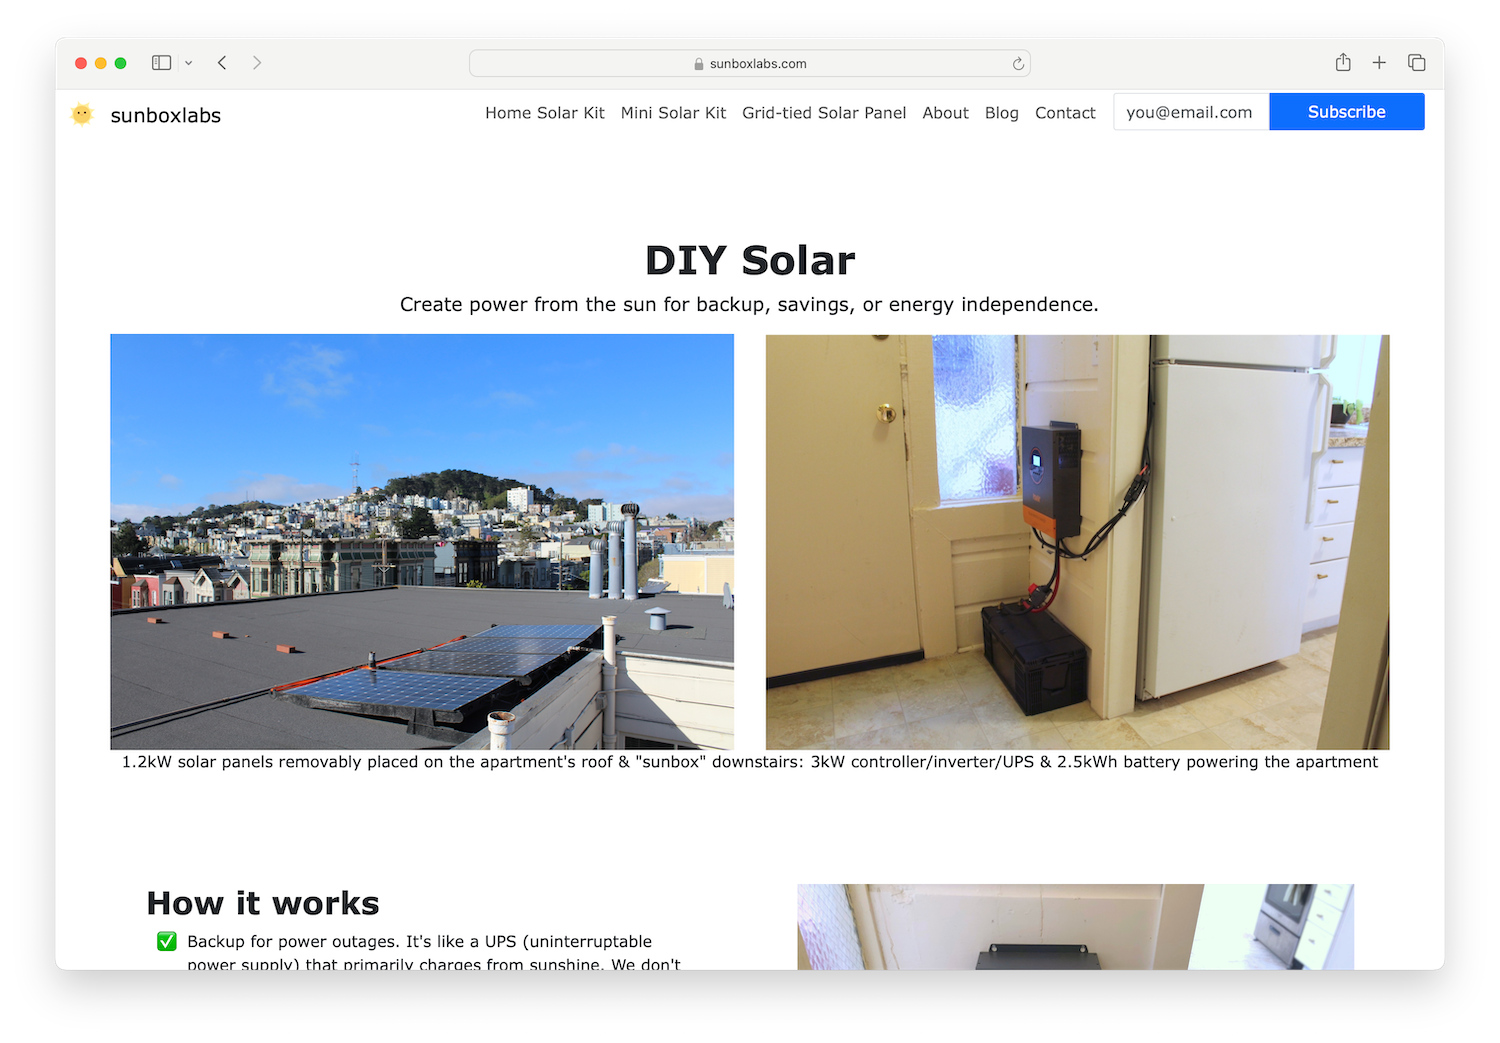 sunboxlabs.com
sunboxlabs
Home Solar Kit Mini Solar Kit Grid-tied Solar Panel About Blog Contact you@email.com Subscribe
DIY Solar
Create power from the sun for backup, savings, or energy independence.
1.2kW solar panels removably placed on the apartment's roof & "sunbox" downstairs: 3kW controller/inverter/UPS & 2.5kWh battery powering the apartment
How it works
✅ Backup for power outages. It's like a UPS (uninterruptable
power supply) that primarily charges from sunshine. We don't